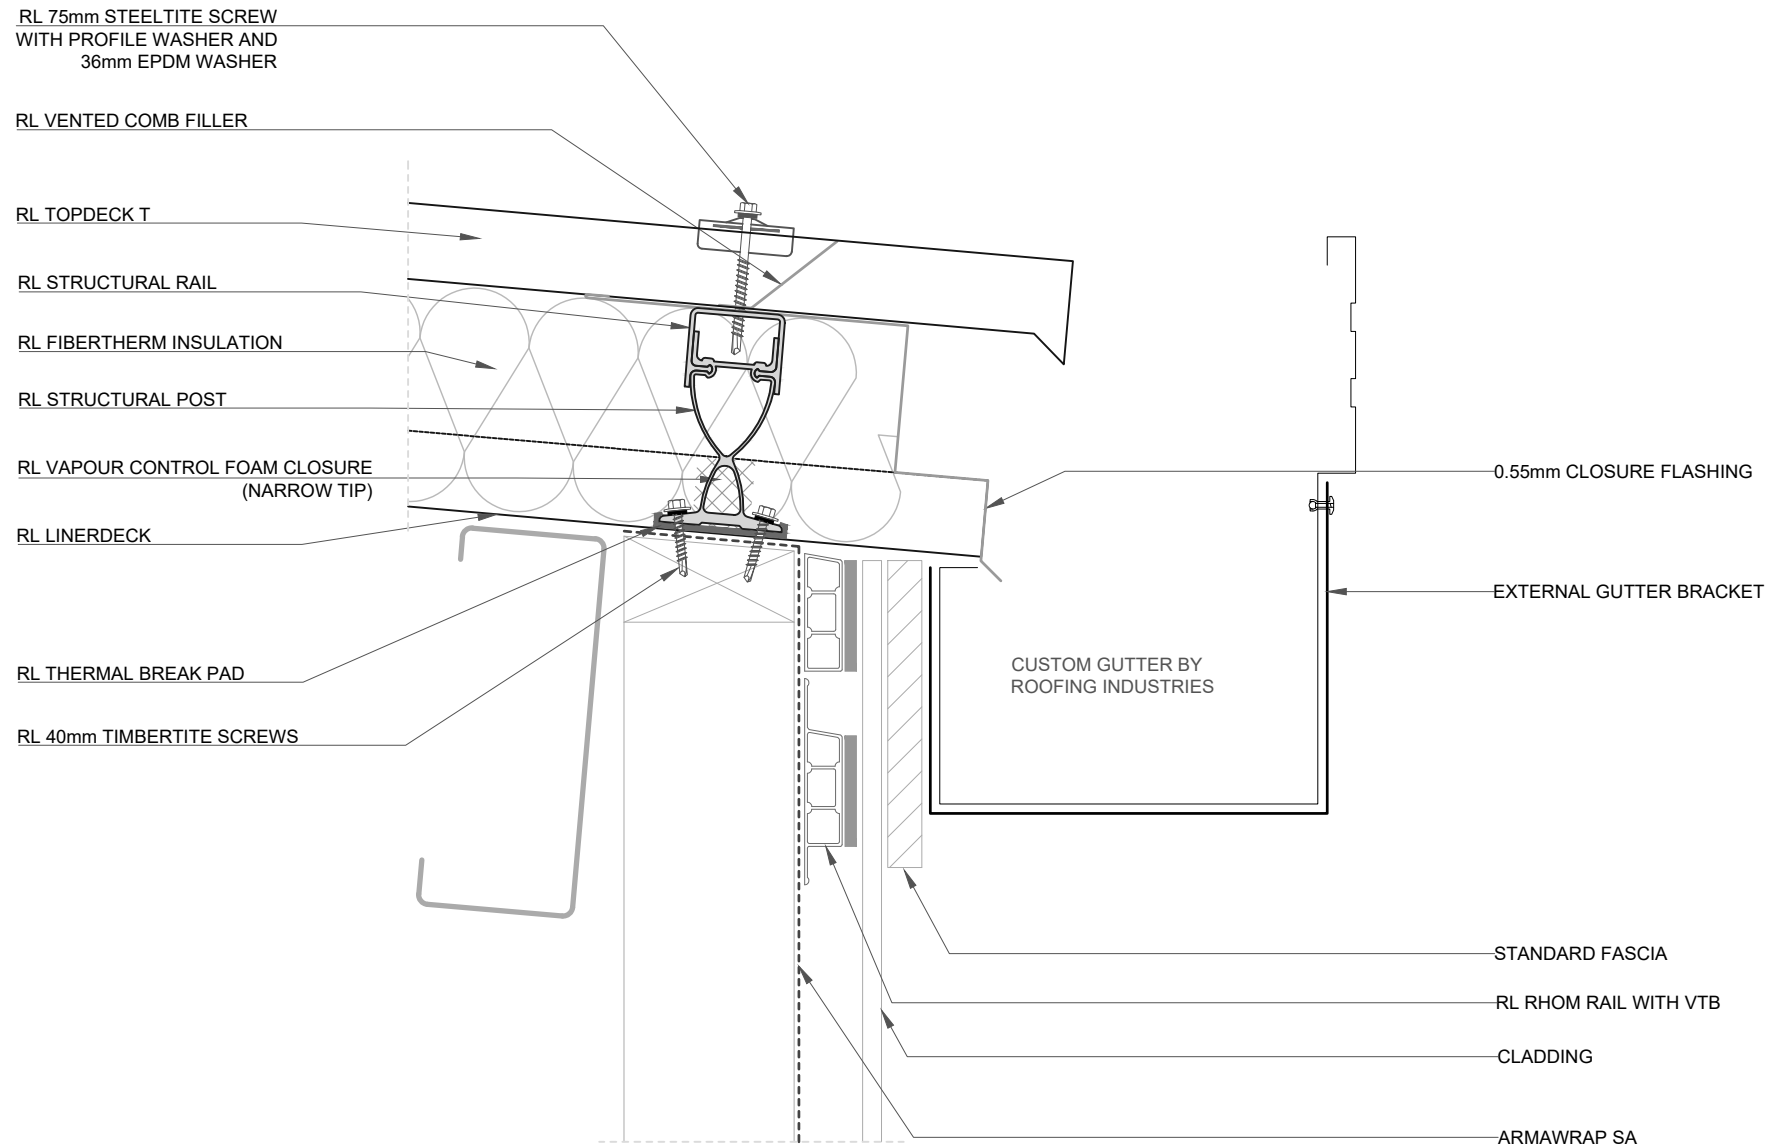 RL 75mm STEELTITE SCREW
WITH PROFILE WASHER AND
36mm EPDM WASHER
RL VENTED COMB FILLER
RL TOPDECK T
RL STRUCTURAL RAIL
RL FIBERTHERM INSULATION
RL STRUCTURAL POST
RL VAPOUR CONTROL FOAM CLOSURE
(NARROW TIP)
RL LINERDECK
RL THERMAL BREAK PAD
RL 40mm TIMBERTITE SCREWS
CUSTOM GUTTER BY
ROOFING INDUSTRIES
0.55mm CLOSURE FLASHING
EXTERNAL GUTTER BRACKET
STANDARD FASCIA
RL RHOM RAIL WITH VTB
CLADDING
ARMAWRAP SA